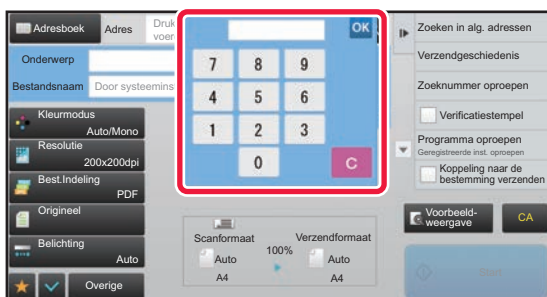 Adresboek
Adres
Druk
voer
OK
Zoeken in alg. adressen
Onderwerp
Verzendgeschiedenis
Bestandsnaam
Door systeemins
Zoeknummer oproepen
7 8 9
4 5 6
1 2 3
0 C
Kleurmodus
Auto/Mono
Verificatiestempel
Resolutie
200x200dpi
Programma oproepen
Geregistreerde inst. oproepen
Best.Indeling
PDF
Koppeling naar de
bestemming verzenden
Origineel
Voorbeeld-
weergave
CA
Scanformaat
100%
Verzendformaat
Belichting
Auto
Auto
A4
Auto
A4
Overige
Start